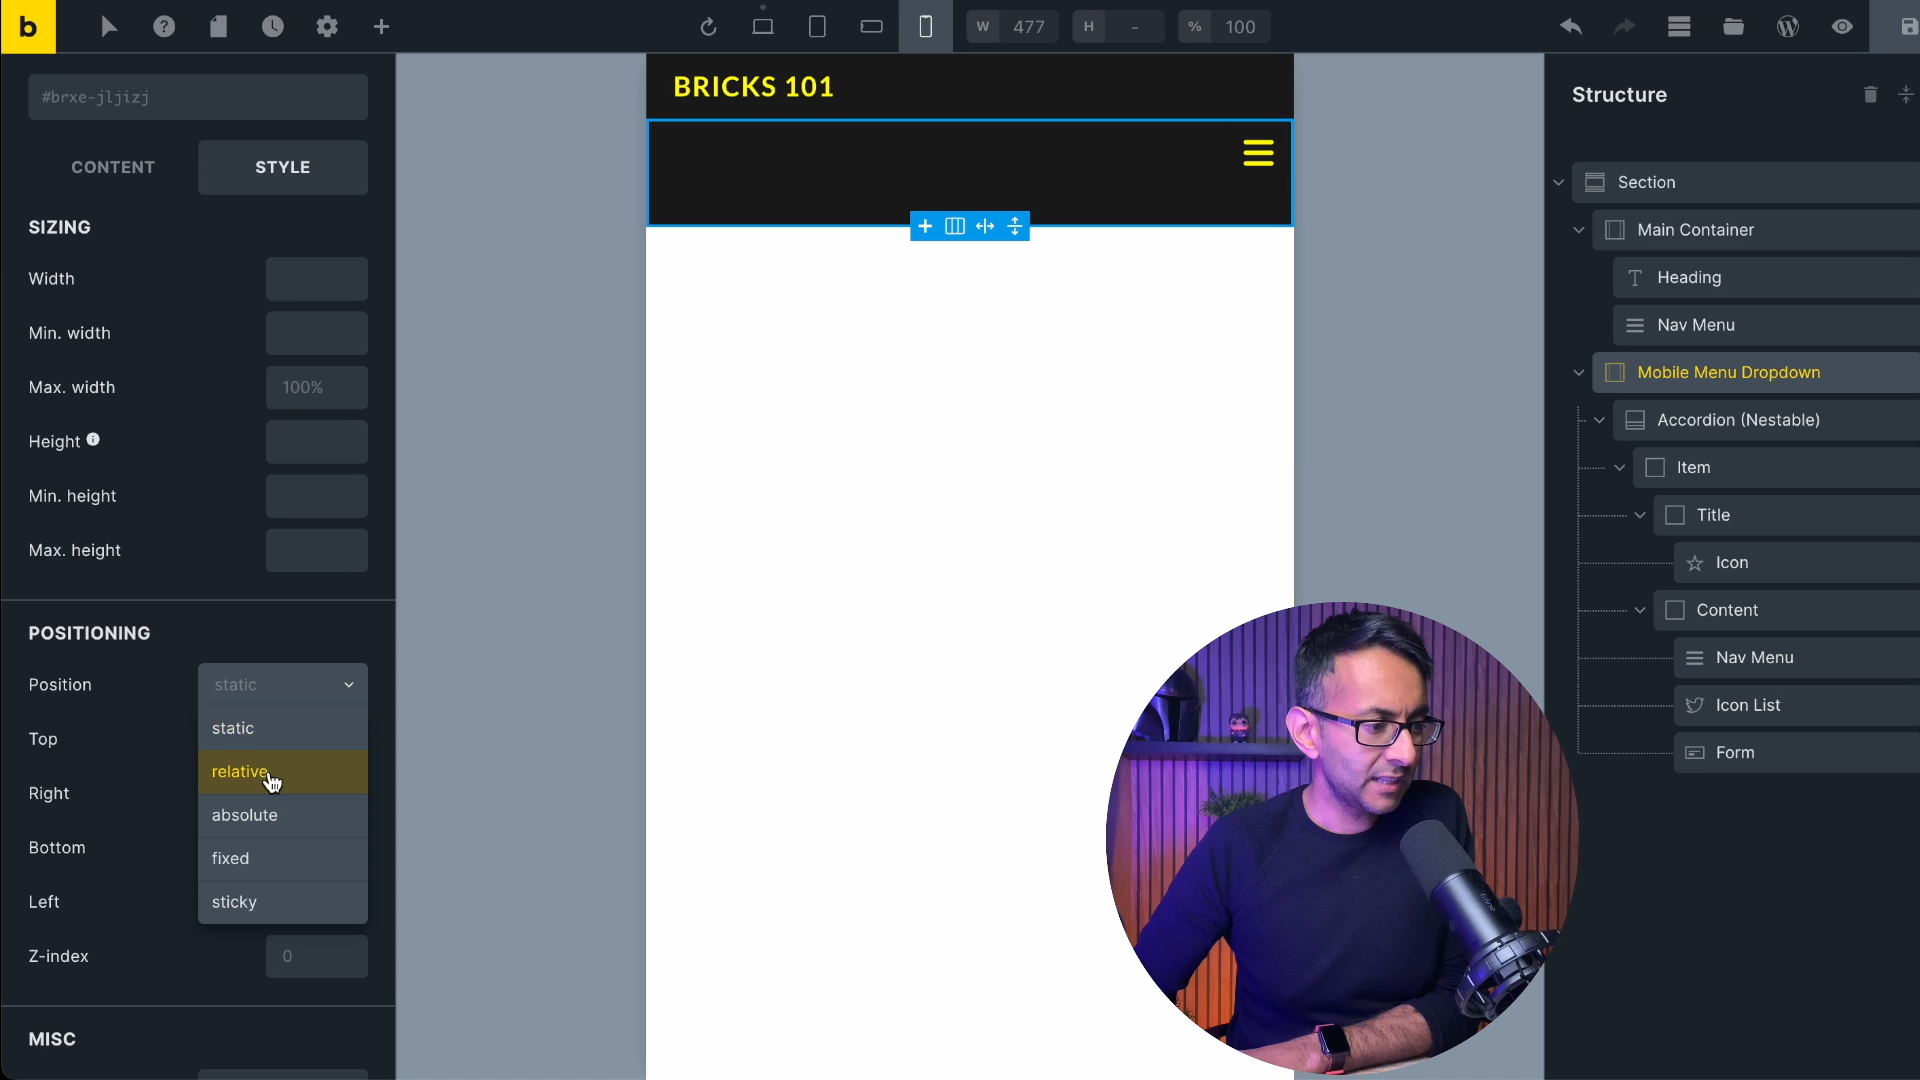 b
W 477
H -
% 100
#brxe-jljizj
CONTENT
STYLE
SIZING
Width
Min. width
Max. width
100%
Height
Min. height
Max. height
POSITIONING
Position
static
static
Top
relative
Right
absolute
Bottom
fixed
Left
sticky
Z-index
0
MISC
BRICKS 101
Structure
Section
Main Container
Heading
Nav Menu
Mobile Menu Dropdown
Accordion (Nestable)
Item
Title
Icon
Content
Nav Menu
Icon List
Form